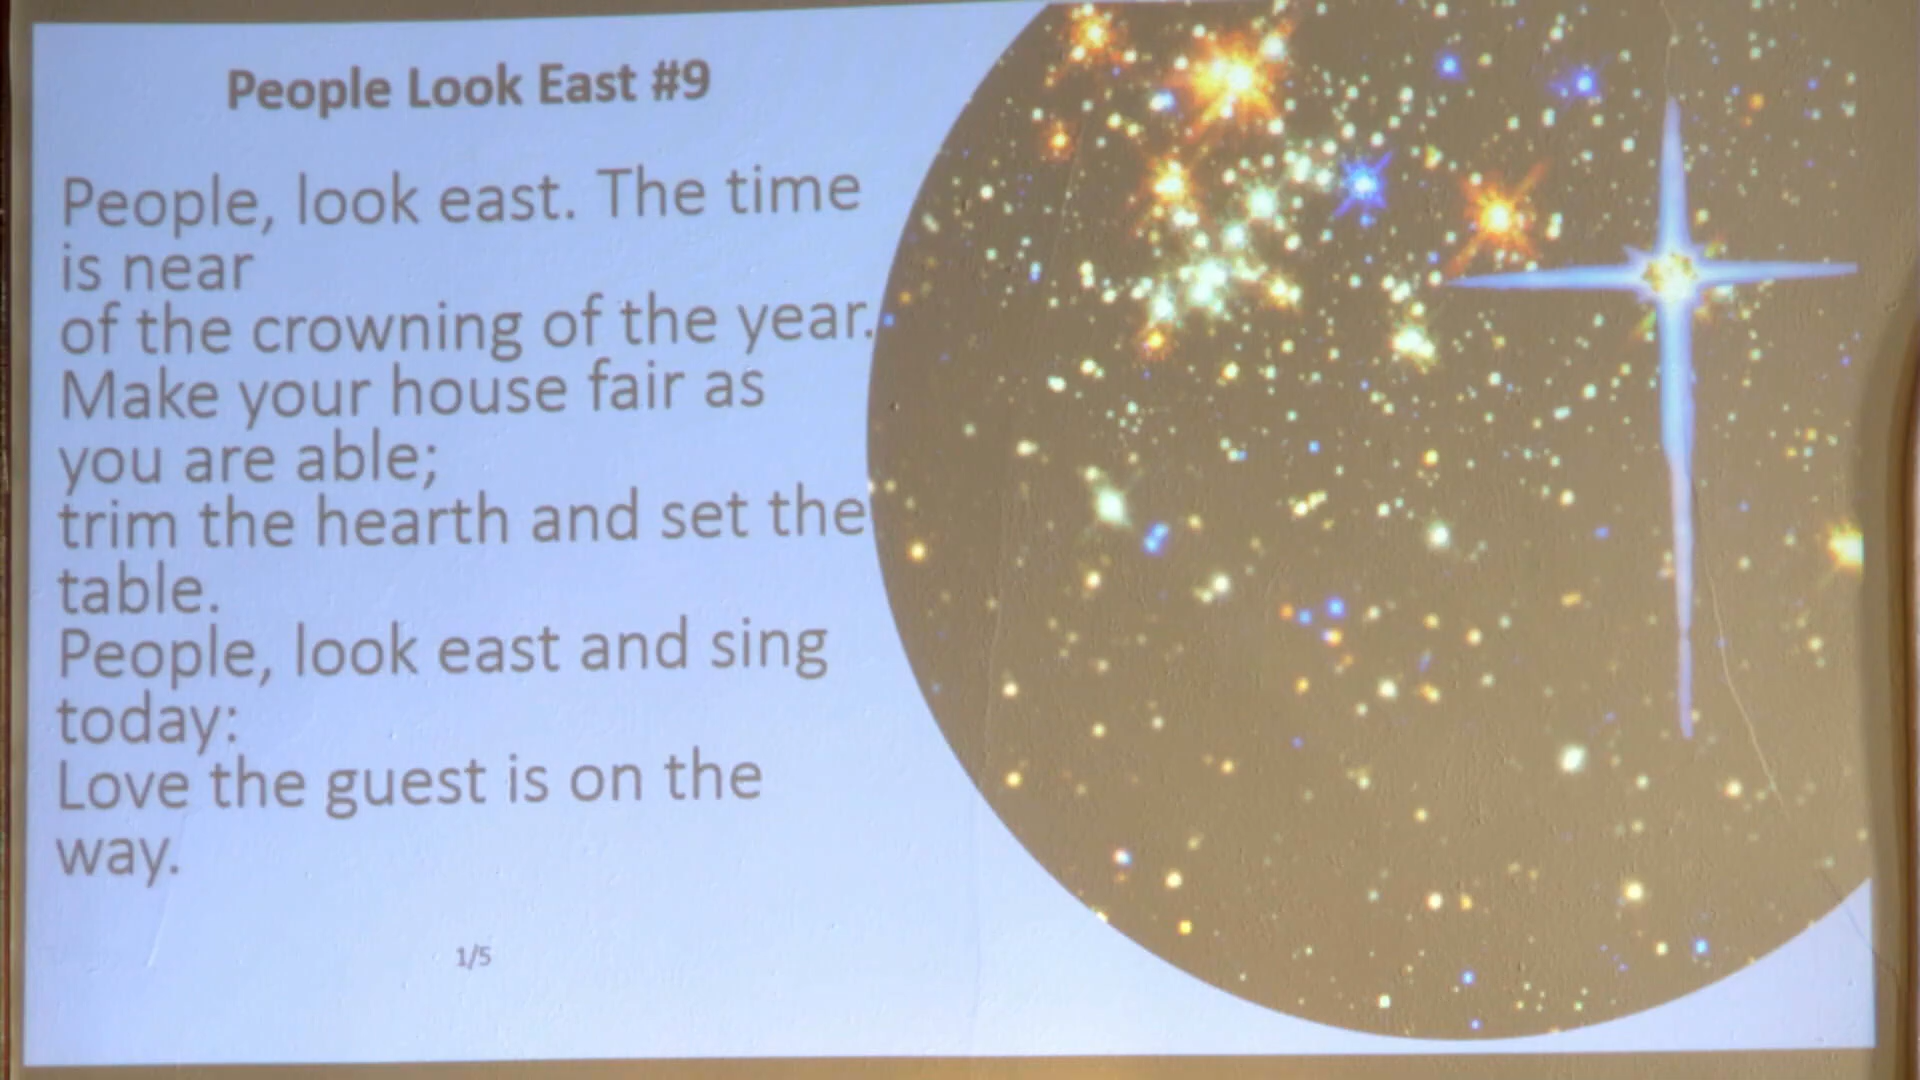 People Look East #9
People, look east. The time
is near
of the crowning of the year.
Make your house fair as
you are able;
trim the hearth and set the
table.
People, look east and sing
today:
Love the guest is on the
way.
1/5